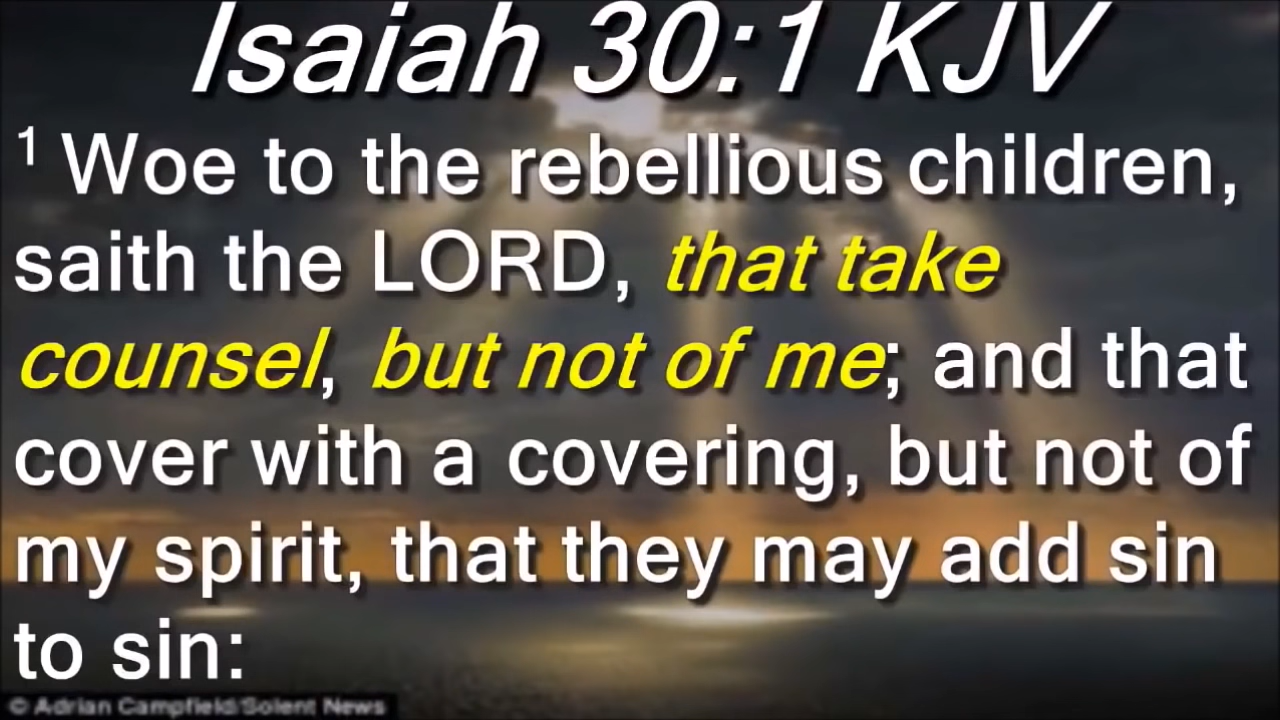 Isaiah 30:1 KJV
1 Woe to the rebellious children,
saith the LORD, that take
counsel, but not of me; and that
cover with a covering, but not of
my spirit, that they may add sin
to sin:
© Adrian Campfield/Solent News